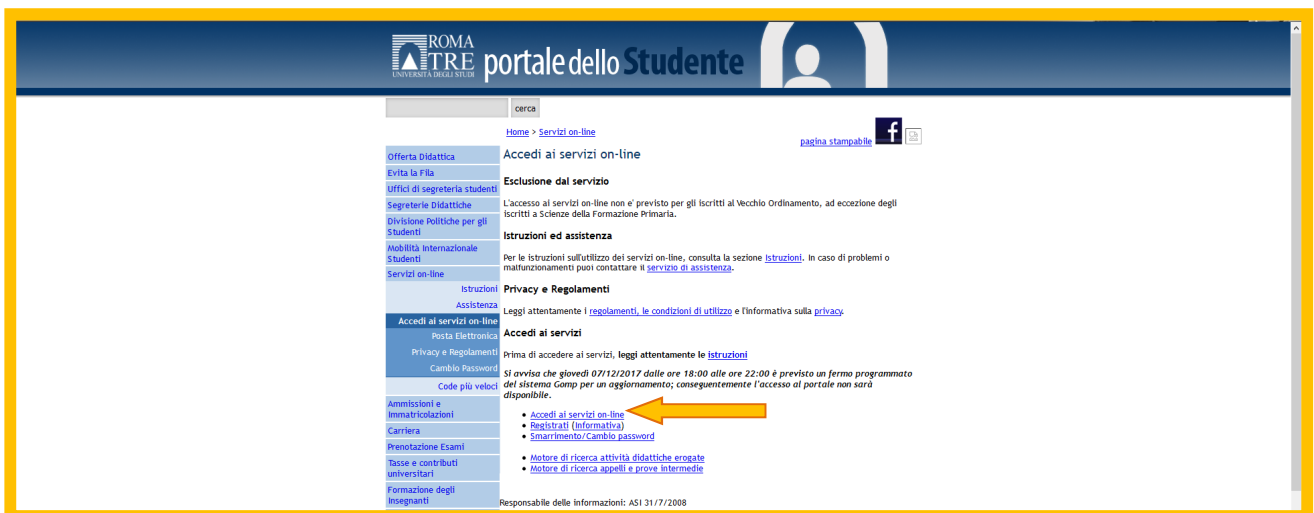 ROMA
TRE
UNIVERSITÀ DEGLI STUDI
portale dello Studente
cerca
Home > Servizi on-line
pagina stampabile
Offerta Didattica
Evita la Fila
Uffici di segreteria studenti
Segreterie Didattiche
Divisione Politiche per gli
Studenti
Mobilità Internazionale
Studenti
Servizi on-line
Istruzioni
Assistenza
Accedi ai servizi on-line
Posta Elettronica
Privacy e Regolamenti
Cambio Password
Code più veloci
Ammissioni e
Immatricolazioni
Carriera
Prenotazione Esami
Tasse e contributi
universitari
Formazione degli
Insegnanti
Accedi ai servizi on-line
Esclusione dal servizio
L'accesso ai servizi on-line non e' previsto per gli iscritti al Vecchio Ordinamento, ad eccezione degli
iscritti a Scienze della Formazione Primaria.
Istruzioni ed assistenza
Per le istruzioni sull'utilizzo dei servizi on-line, consulta la sezione Istruzioni. In caso di problemi o
malfunzionamenti puoi contattare il servizio di assistenza.
Privacy e Regolamenti
Leggi attentamente i regolamenti, le condizioni di utilizzo e l'informativa sulla privacy.
Accedi ai servizi
Prima di accedere ai servizi, leggi attentamente le istruzioni
Si avvisa che giovedì 07/12/2017 dalle ore 18:00 alle ore 22:00 è previsto un fermo programmato
del sistema Gomp per un aggiornamento; conseguentemente l'accesso al portale non sarà
disponibile.
• Accedi ai servizi on-line
• Registrati (Informativa)
• Smarrimento/Cambio password
• Motore di ricerca attività didattiche erogate
• Motore di ricerca appelli e prove intermedie
Responsabile delle informazioni: ASI 31/7/2008